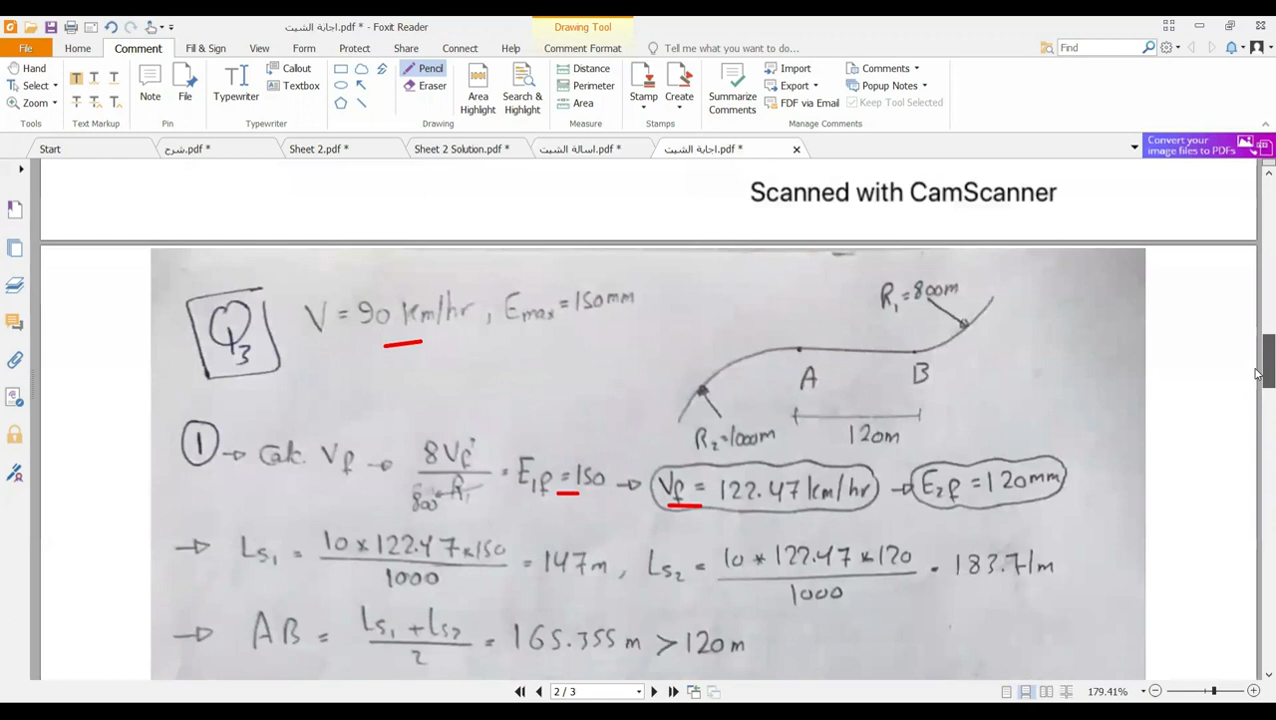 اجابة الشيت.pdf * - Foxit Reader
Drawing Tool
File Home Comment Fill & Sign View Form Protect Share Connect Help Comment Format Tell me what you want to do... Find
Hand
Select
Zoom
Tools
Text Markup
Note
File
Pin
Typewriter
Callout
Textbox
Typewriter
Pencil
Eraser
Drawing
Area Highlight
Search & Highlight
Distance
Perimeter
Area
Measure
Stamp
Create
Stamps
Summarize Comments
Import
Export
FDF via Email
Comments
Popup Notes
Keep Tool Selected
Manage Comments
Start شرح.pdf * Sheet 2.pdf * Sheet 2 Solution.pdf * اسالة الشيت.pdf * اجابة الشيت.pdf *
Convert your image files to PDFs
Scanned with CamScanner
Q3 V = 90 km/hr, Emax = 150mm
R1 = 800m
A B
R2 = 1000m 120m
1 → Calc. Vf → 8Vf² / R1 800 = E1f = 150 → Vf = 122.47 km/hr → E2f = 120mm
→ Ls1 = 10 * 122.47 * 150 / 1000 = 147m, Ls2 = 10 * 122.47 * 120 / 1000 = 183.71m
→ AB = Ls1 + Ls2 / 2 = 165.355 m > 120m
2 / 3 179.41%